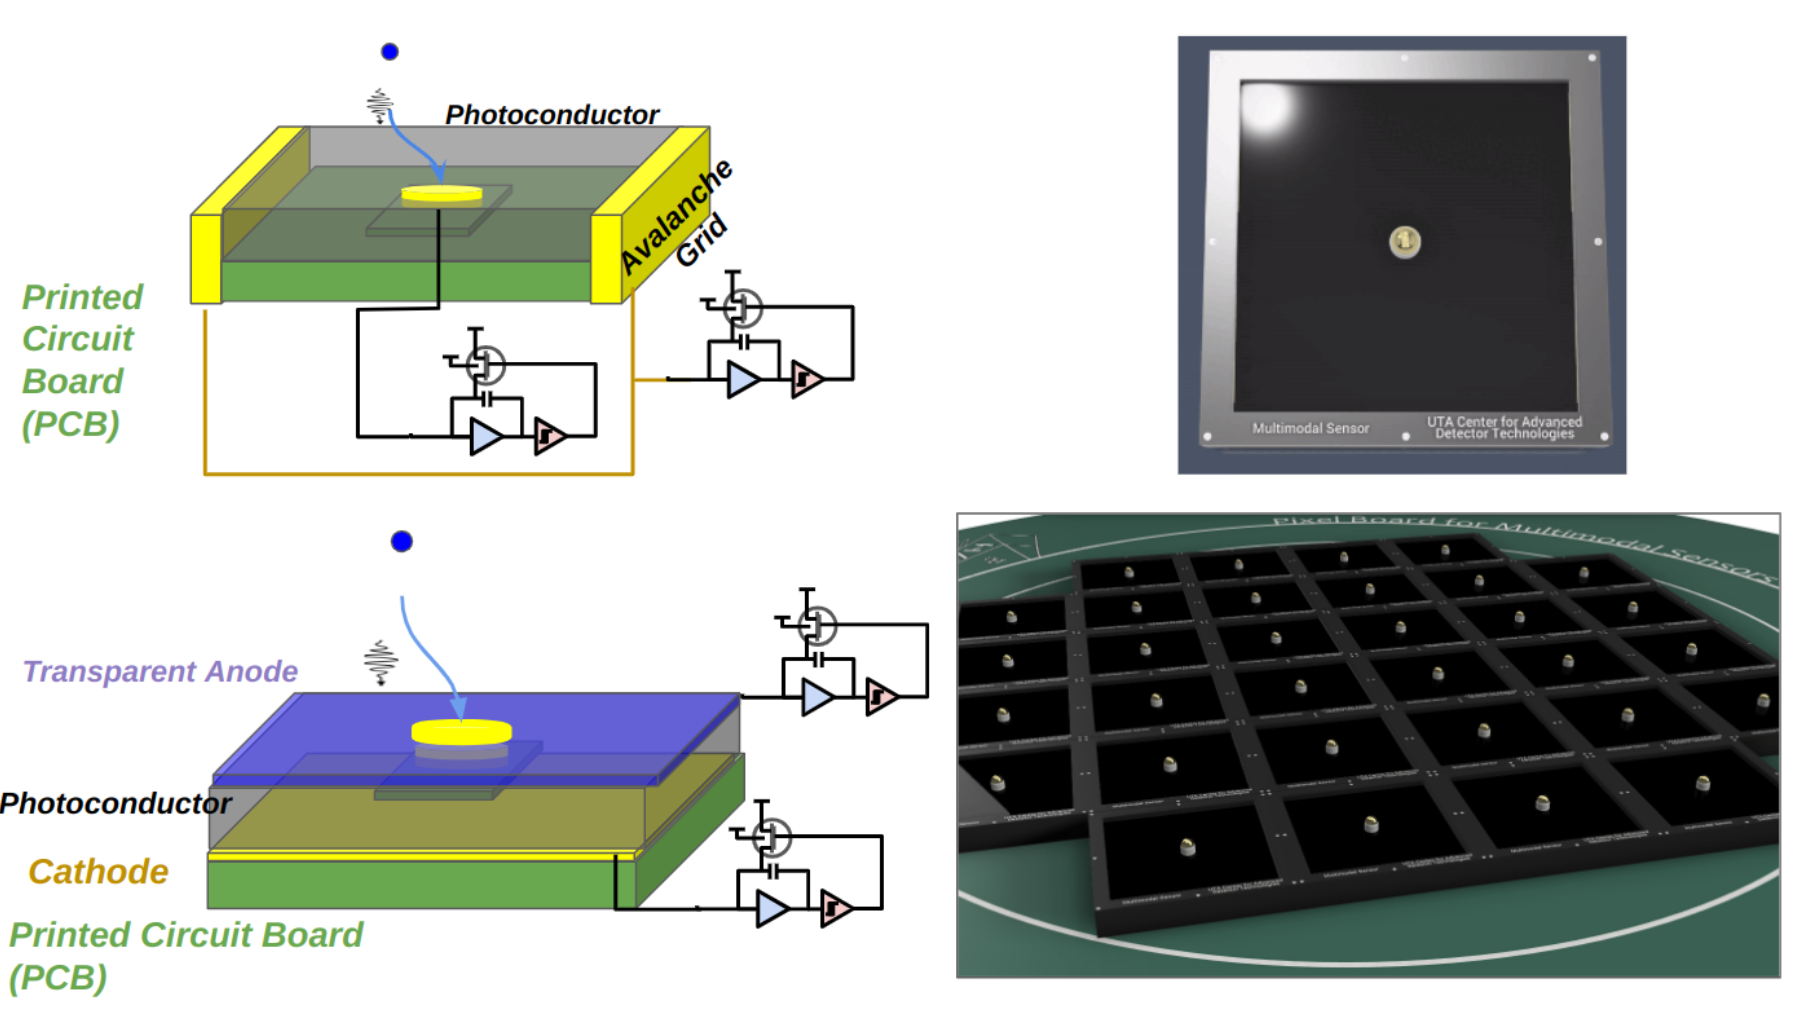 Photoconductor
Avalanche
Grid
Printed
Circuit
Board
(PCB)
Multimodal Sensor
UTA Center for Advanced
Detector Technologies
Transparent Anode
Photoconductor
Cathode
Printed Circuit Board
(PCB)
Pixel Board for Multimodal Sensors